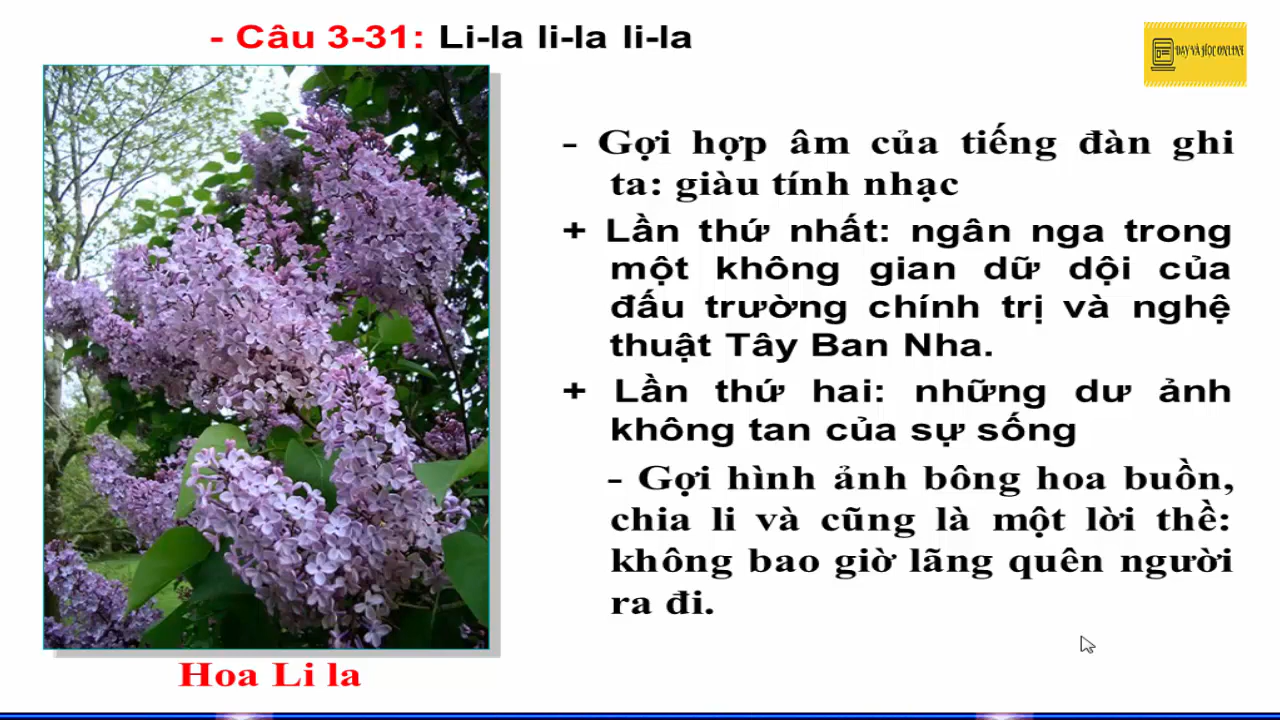 - Câu 3-31: Li-la li-la li-la
DẠY VÀ HỌC ONLINE
- Gợi hợp âm của tiếng đàn ghi
ta: giàu tính nhạc
+ Lần thứ nhất: ngân nga trong
một không gian dữ dội của
đấu trường chính trị và nghệ
thuật Tây Ban Nha.
+ Lần thứ hai: những dư ảnh
không tan của sự sống
- Gợi hình ảnh bông hoa buồn,
chia li và cũng là một lời thề:
không bao giờ lãng quên người
ra đi.
Hoa Li la